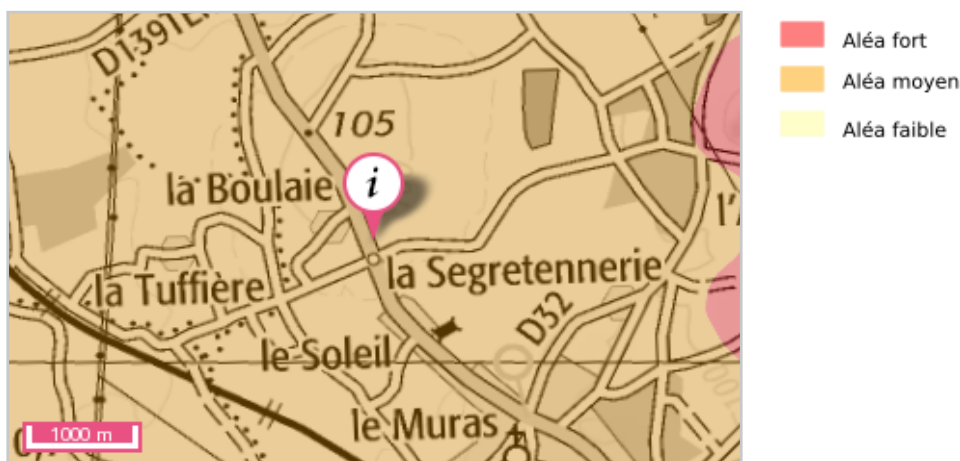 D1391E
Aléa fort
Aléa moyen
105
Aléa faible
la Boulaie
i
l'
la Segretennerie
la Tuffière
D32
le Soleil
le Muras
1000 m